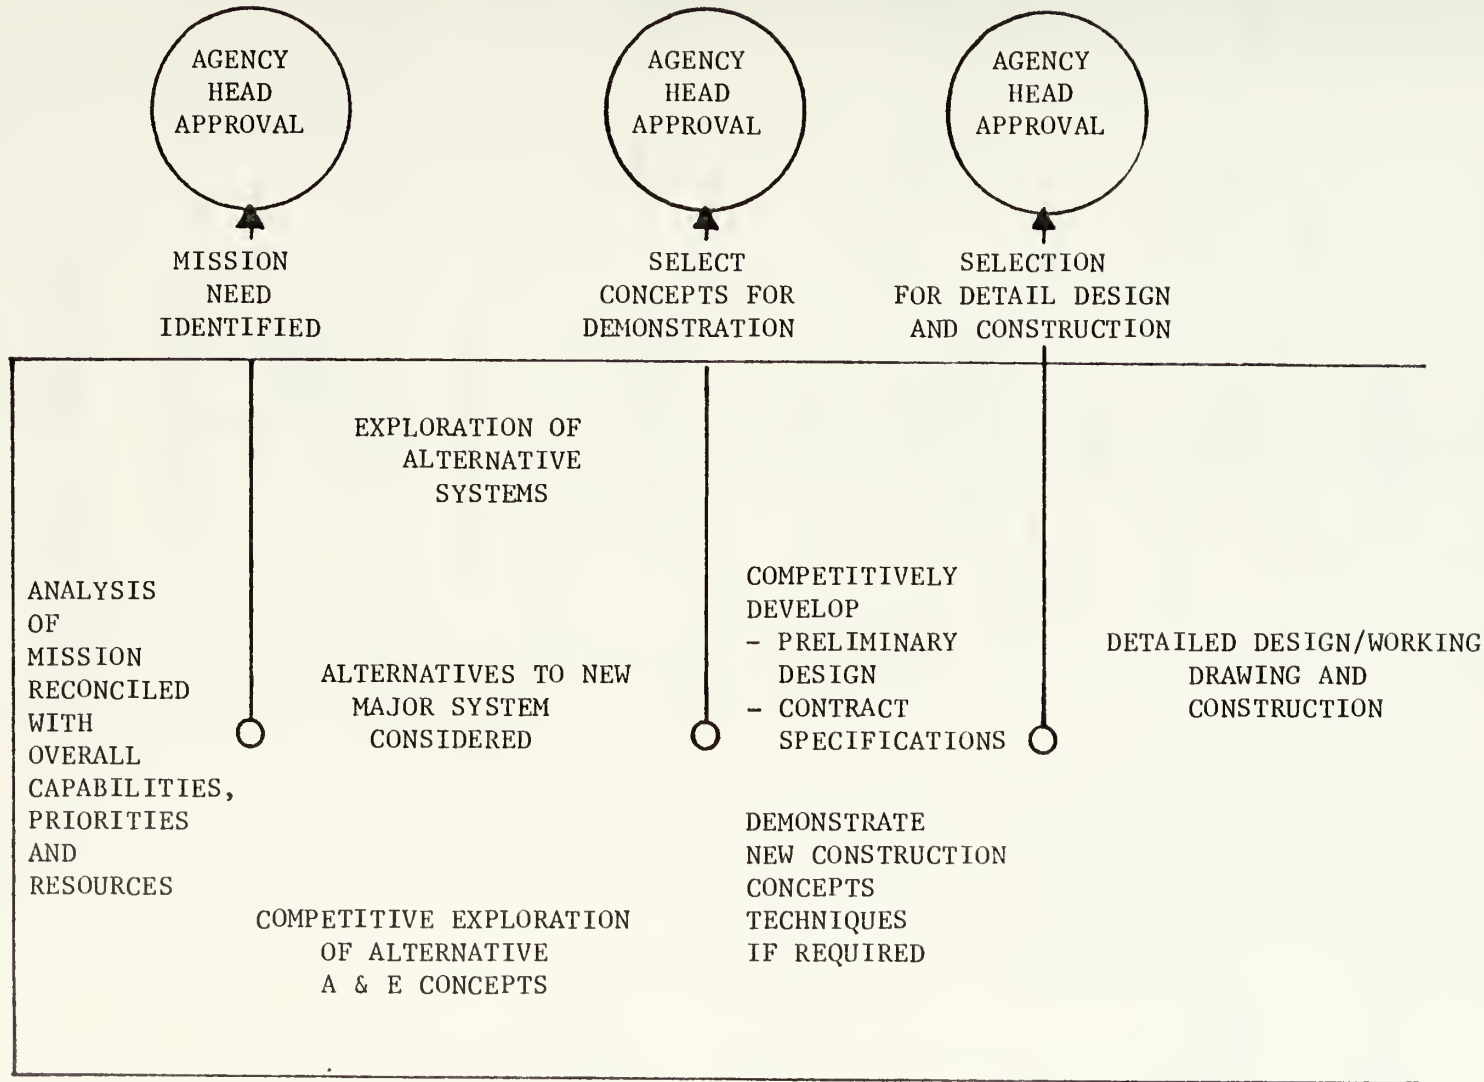 AGENCY
HEAD
APPROVAL
AGENCY
HEAD
APPROVAL
AGENCY
HEAD
APPROVAL
MISSION
NEED
IDENTIFIED
SELECT
CONCEPTS FOR
DEMONSTRATION
SELECTION
FOR DETAIL DESIGN
AND CONSTRUCTION
ANALYSIS
OF
MISSION
RECONCILED
WITH
OVERALL
CAPABILITIES,
PRIORITIES
AND
RESOURCES
EXPLORATION OF
ALTERNATIVE
SYSTEMS
ALTERNATIVES TO NEW
MAJOR SYSTEM
CONSIDERED
COMPETITIVE EXPLORATION
OF ALTERNATIVE
A & E CONCEPTS
COMPETITIVELY
DEVELOP
- PRELIMINARY
DESIGN
- CONTRACT
SPECIFICATIONS
DEMONSTRATE
NEW CONSTRUCTION
CONCEPTS
TECHNIQUES
IF REQUIRED
DETAILED DESIGN/WORKING
DRAWING AND
CONSTRUCTION